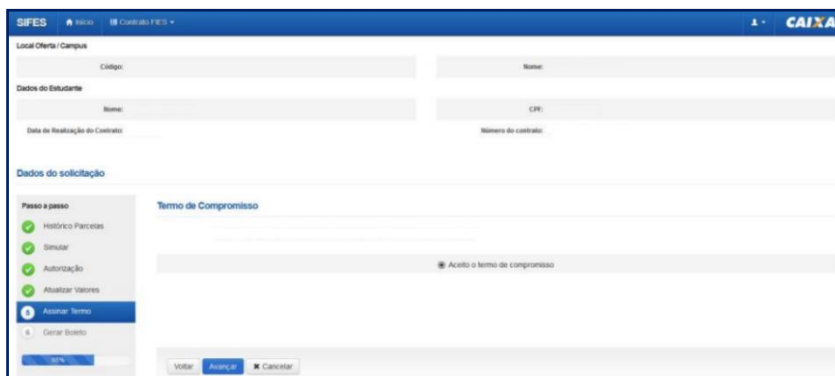 SIFES Início Contrato FIES CAIXA
Local Oferta / Campus
Código: Nome:
Dados do Estudante
Nome: CPF:
Data de Realização do Contrato: Número do contrato:
Dados do solicitação
Passo a passo
Histórico Parcelas
Simular
Autorização
Atualizar Valores
5 Assinar Termo
6 Gerar Boleto
Termo de Compromisso
Aceito o termo de compromisso
Voltar Avançar Cancelar